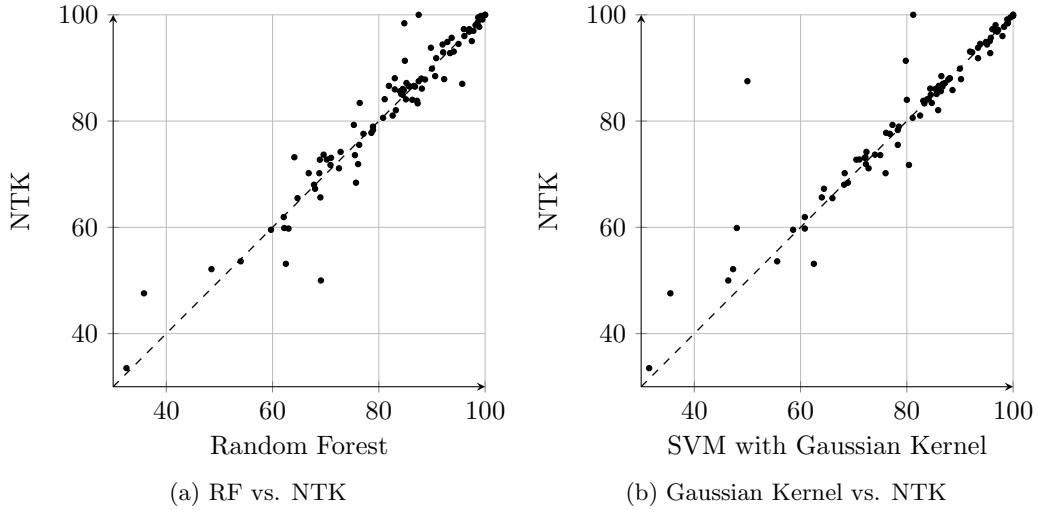 100
80
60
40
NTK
40 60 80 100
Random Forest
(a) RF vs. NTK
100
80
60
40
NTK
40 60 80 100
SVM with Gaussian Kernel
(b) Gaussian Kernel vs. NTK